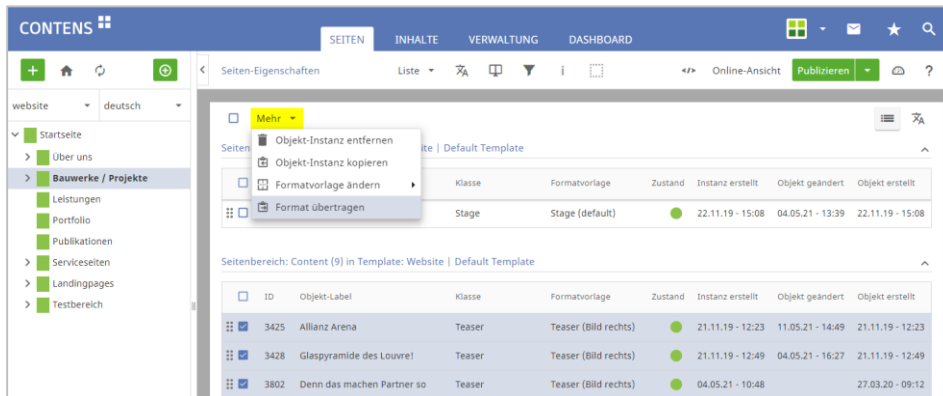 CONTENS
SEITEN INHALTE VERWALTUNG DASHBOARD
Seiten-Eigenschaften Liste </> Online-Ansicht Publizieren ?
website deutsch
Startseite
Über uns
Bauwerke / Projekte
Leistungen
Portfolio
Publikationen
Serviceseiten
Landingpages
Testbereich
Mehr
Objekt-Instanz entfernen
Objekt-Instanz kopieren
Formatvorlage ändern
Format übertragen
Seiten ite | Default Template
Klasse Formatvorlage Zustand Instanz erstellt Objekt geändert Objekt erstellt
Stage Stage (default) 22.11.19 - 15:08 04.05.21 - 13:39 22.11.19 - 15:08
Seitenbereich: Content (9) in Template: Website | Default Template
ID Objekt-Label Klasse Formatvorlage Zustand Instanz erstellt Objekt geändert Objekt erstellt
3425 Allianz Arena Teaser Teaser (Bild rechts) 21.11.19 - 12:23 11.05.21 - 14:49 21.11.19 - 12:23
3428 Glaspyramide des Louvre! Teaser Teaser (Bild rechts) 21.11.19 - 12:49 04.05.21 - 16:27 21.11.19 - 12:49
3802 Denn das machen Partner so Teaser Teaser (Bild rechts) 04.05.21 - 10:48 27.03.20 - 09:12